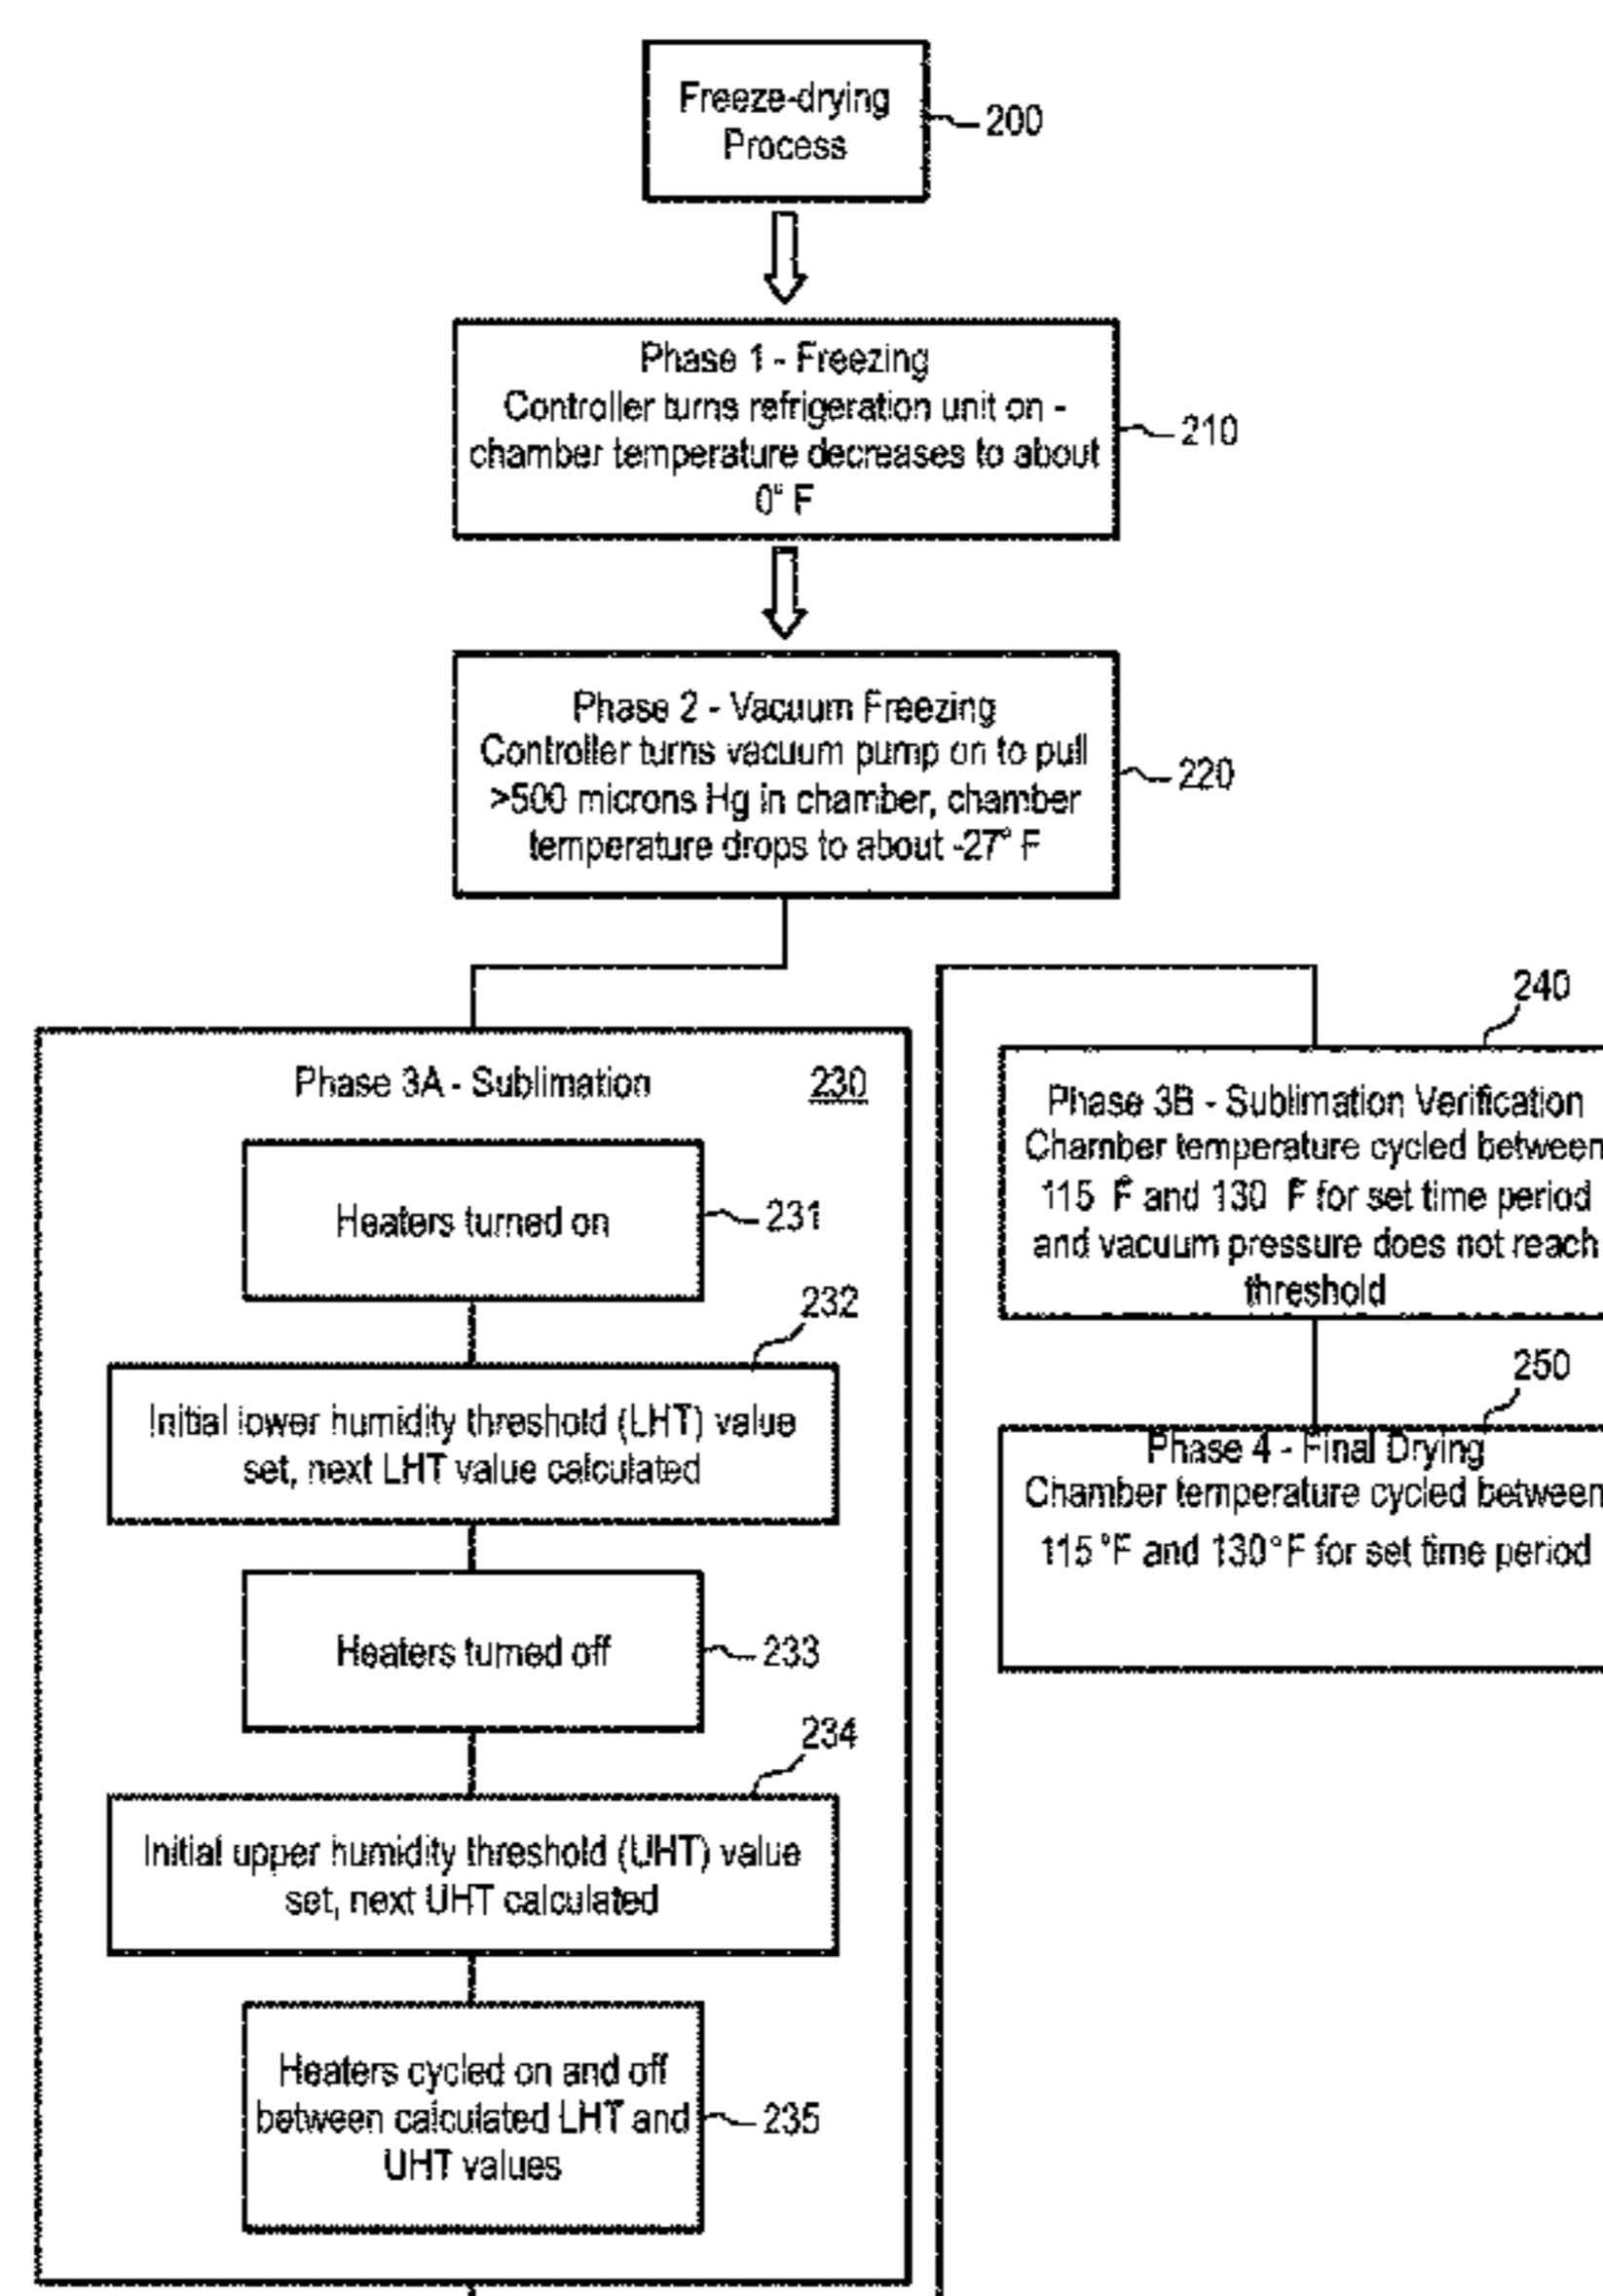 Freeze-drying
Process
200
Phase 1 - Freezing
Controller turns refrigeration unit on -
chamber temperature decreases to about
0° F
210
Phase 2 - Vacuum Freezing
Controller turns vacuum pump on to pull
>500 microns Hg in chamber, chamber
temperature drops to about -27° F
220
Phase 3A - Sublimation
230
Heaters turned on
231
232
Initial lower humidity threshold (LHT) value
set, next LHT value calculated
Heaters turned off
233
234
Initial upper humidity threshold (UHT) value
set, next UHT calculated
Heaters cycled on and off
between calculated LHT and
UHT values
235
240
Phase 3B - Sublimation Verification
Chamber temperature cycled between
115 °F and 130 °F for set time period
and vacuum pressure does not reach
threshold
250
Phase 4 - Final Drying
Chamber temperature cycled between
115 °F and 130 °F for set time period